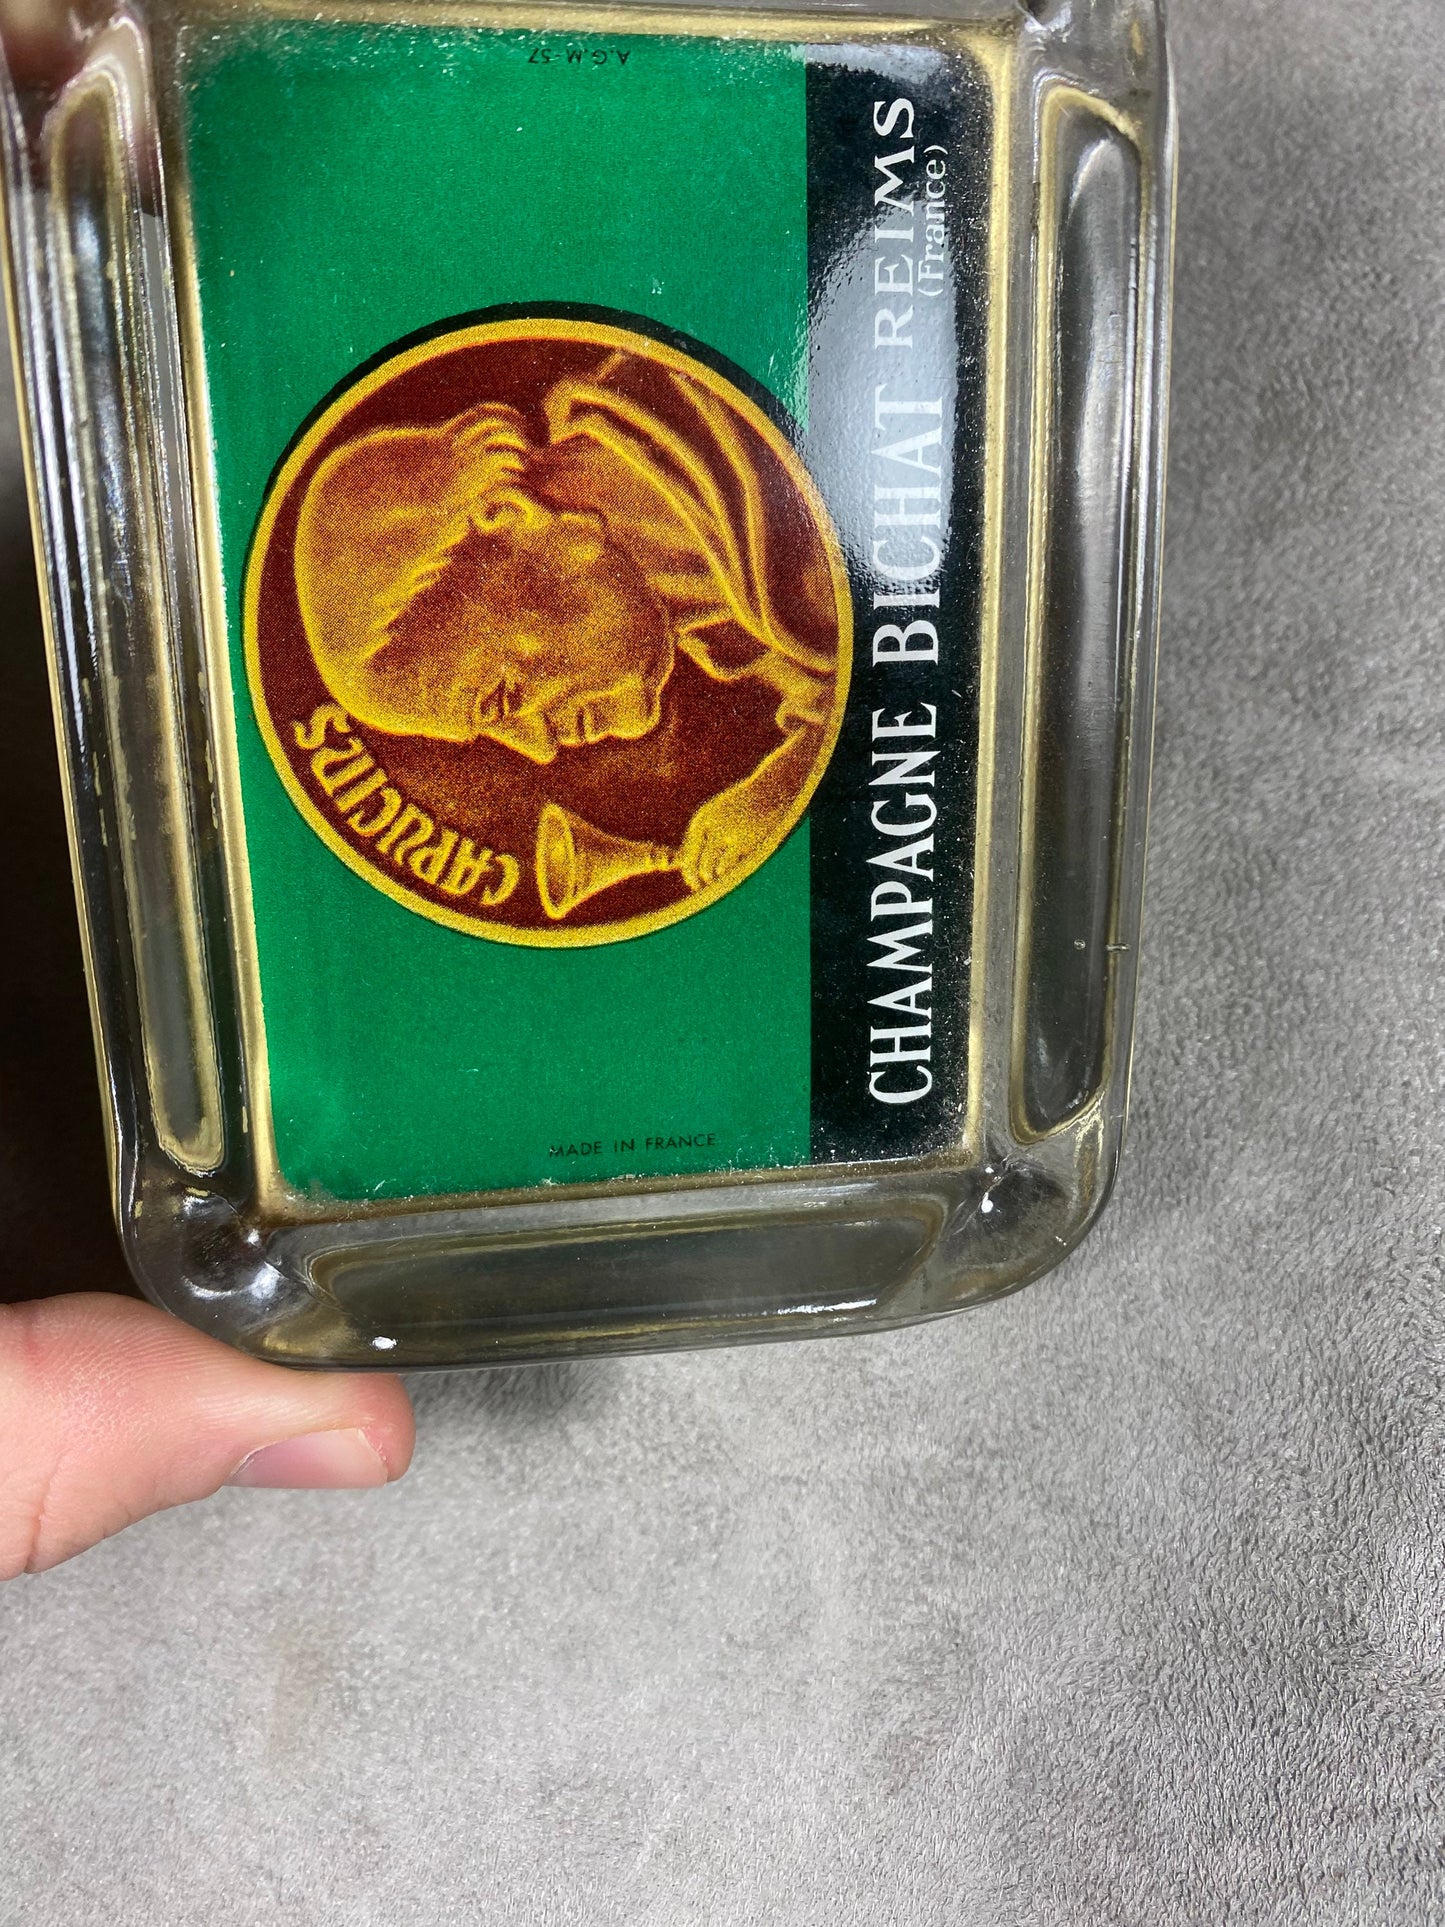 A.G.M-57
CAPUCINS
CHAMPAGNE BICHAT REIMS
(France)
MADE IN FRANCE